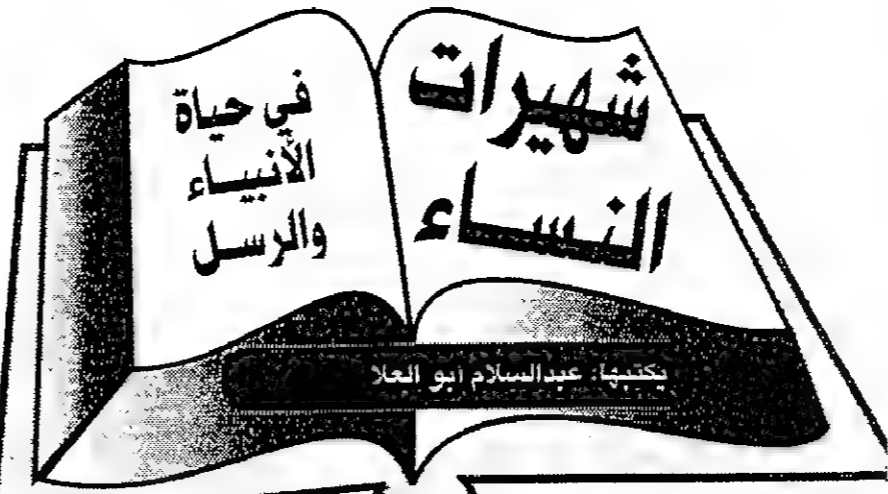 شهيرات
النساء
في حياة
الأنبياء
والرسل
يكتبها: عبدالسلام أبو العلا